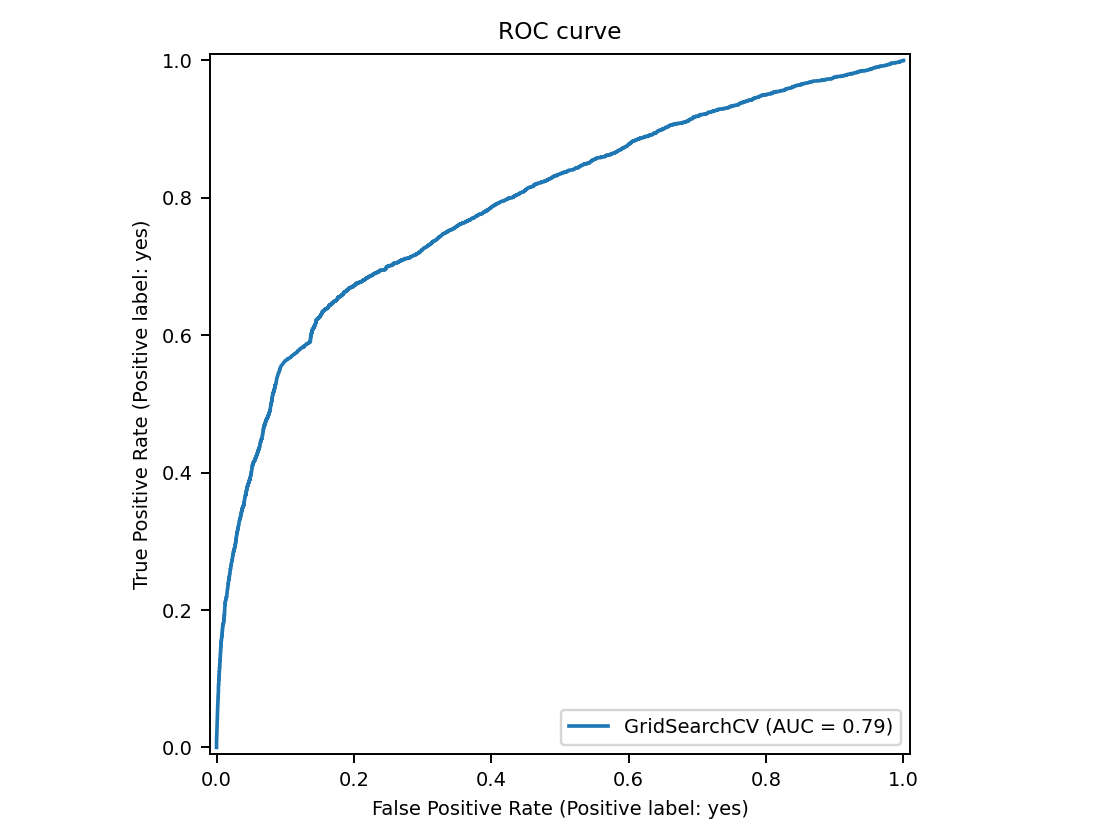 ROC curve
True Positive Rate (Positive label: yes)
1.0
0.8
0.6
0.4
0.2
0.0
GridSearchCV (AUC = 0.79)
0.0 0.2 0.4 0.6 0.8 1.0
False Positive Rate (Positive label: yes)